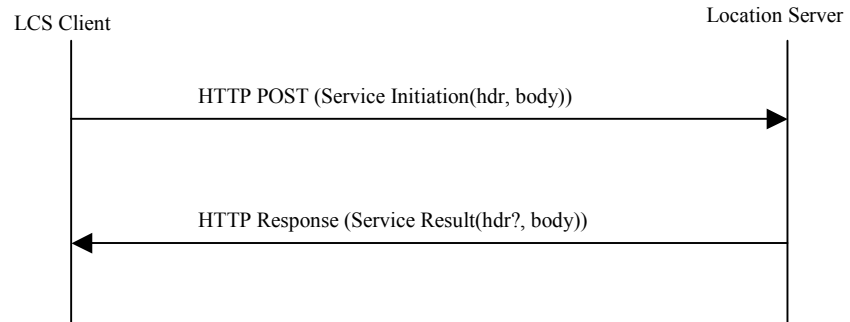 LCS Client
Location Server
HTTP POST (Service Initiation(hdr, body))
HTTP Response (Service Result(hdr?, body))